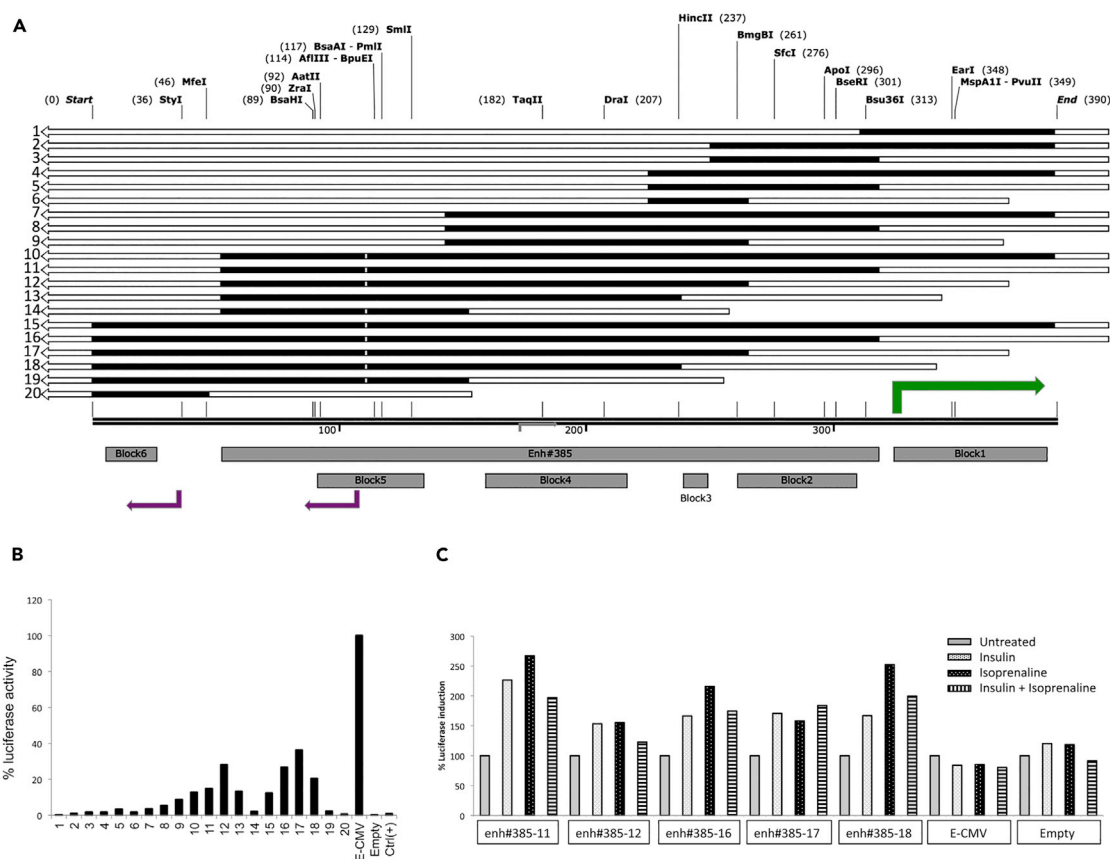 A
HincII (237)
(129) SmlI
BmgBI (261)
(117) BsaAI - PmlI
(114) AflIII - BpuEI
SfcI (276)
(46) MfeI
(92) AatII
ApoI (296)
EarI (348)
(90) ZraI
BseRI (301)
MspA1I - PvuII (349)
(0) Start
(36) StyI
(89) BsaHI
(182) TaqII
DraI (207)
Bsu36I (313)
End (390)
1
2
3
4
5
6
7
8
9
10
11
12
13
14
15
16
17
18
19
20
100
200
300
Block6
Enh#385
Block1
Block5
Block4
Block3
Block2
B
% luciferase activity
120
100
80
60
40
20
0
1 2 3 4 5 6 7 8 9 10 11 12 13 14 15 16 17 18 19 20 E-CMV Empty Ctrl(+)
C
% Luciferase induction
300
250
200
150
100
50
0
Untreated
Insulin
Isoprenaline
Insulin + Isoprenaline
enh#385-11 enh#385-12 enh#385-16 enh#385-17 enh#385-18 E-CMV Empty